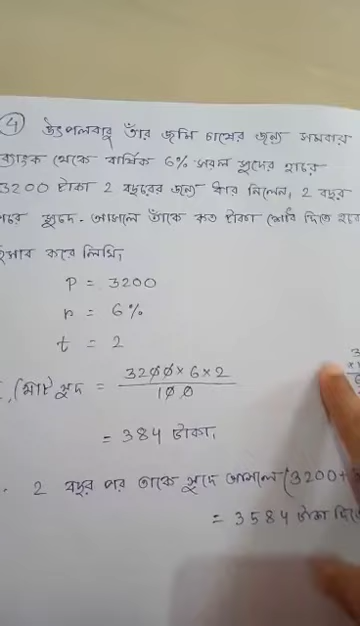 ④ উৎপলবাবু তাঁর জমি চাষের জন্য সমবায়
ব্যাংক থেকে বার্ষিক 6% সরল সুদের হারে
3200 টাকা 2 বছরের জন্য ধার নিলেন, 2 বছর
সুদে-আসলে তাঁকে কত টাকা শোধ দিতে হবে
হিসাব করে লিখি,
P = 3200
r = 6%
t = 2
মোট সুদ = 3200×6×2 / 100
= 384 টাকা,
2 বছর পর তাকে সুদে আসলে (3200+
= 3584 টাকা দিতে